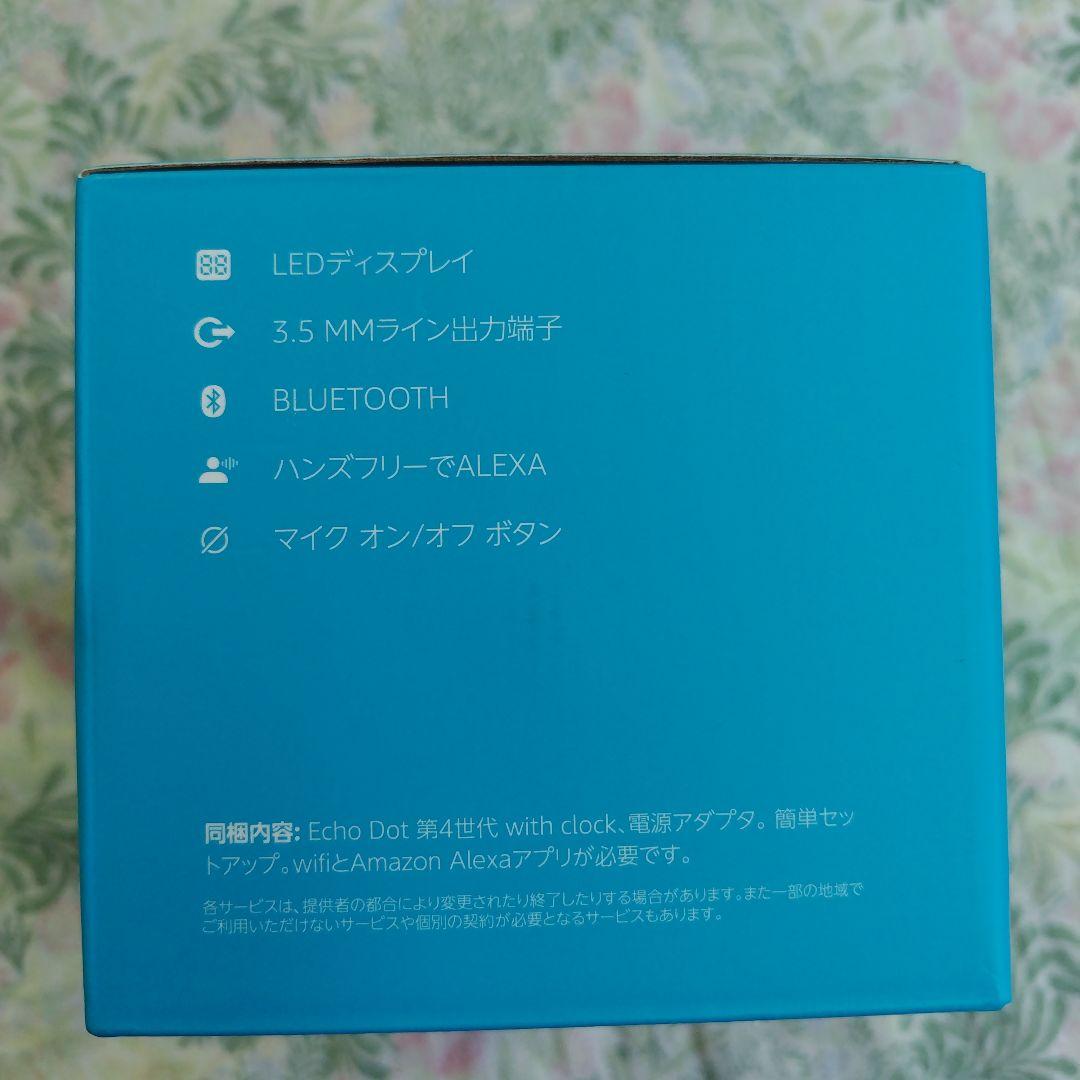 LEDディスプレイ
3.5 MMライン出力端子
BLUETOOTH
ハンズフリーでALEXA
マイク オン/オフ ボタン
同梱内容: Echo Dot 第4世代 with clock、電源アダプタ。簡単セッ
トアップ。wifiとAmazon Alexaアプリが必要です。
各サービスは、提供者の都合により変更されたり終了したりする場合があります。また一部の地域で
ご利用いただけないサービスや個別の契約が必要となるサービスもあります。